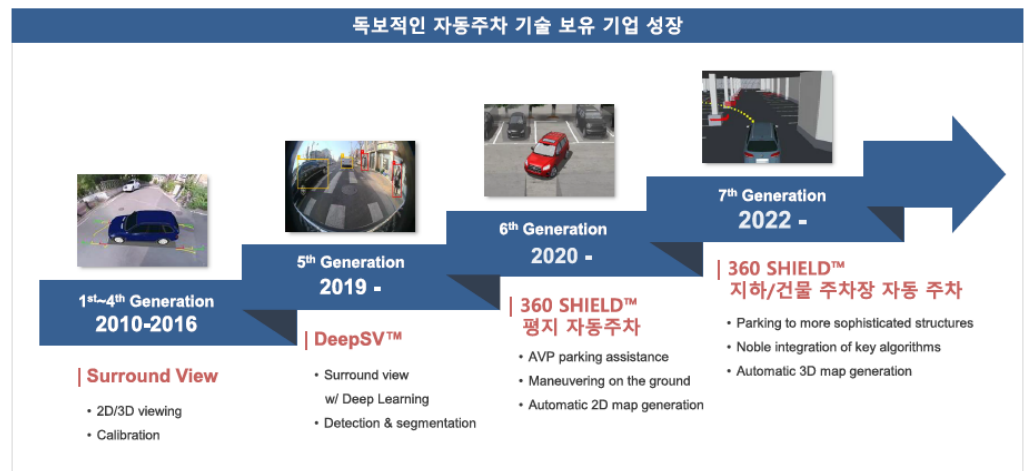 독보적인 자동주차 기술 보유 기업 성장
1st~4th Generation
2010-2016
| Surround View
• 2D/3D viewing
• Calibration
5th Generation
2019 -
| DeepSV™
• Surround view
w/ Deep Learning
• Detection & segmentation
6th Generation
2020 -
| 360 SHIELD™
평지 자동주차
• AVP parking assistance
• Maneuvering on the ground
• Automatic 2D map generation
7th Generation
2022 -
| 360 SHIELD™
지하/건물 주차장 자동 주차
• Parking to more sophisticated structures
• Noble integration of key algorithms
• Automatic 3D map generation